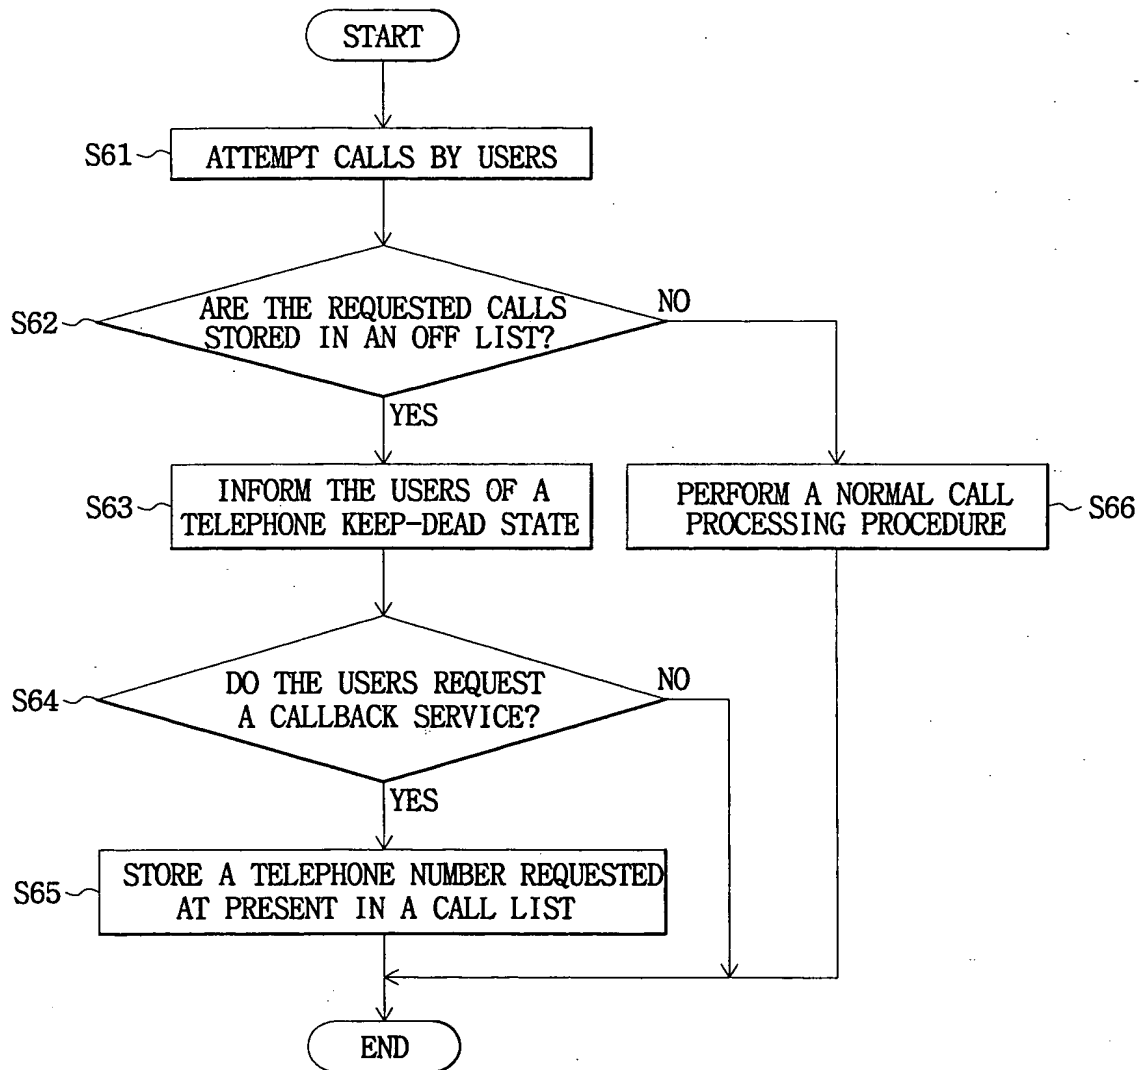 START
S61
ATTEMPT CALLS BY USERS
S62
ARE THE REQUESTED CALLS
STORED IN AN OFF LIST?
NO
YES
S63
INFORM THE USERS OF A
TELEPHONE KEEP-DEAD STATE
PERFORM A NORMAL CALL
PROCESSING PROCEDURE
S66
S64
DO THE USERS REQUEST
A CALLBACK SERVICE?
NO
YES
S65
STORE A TELEPHONE NUMBER REQUESTED
AT PRESENT IN A CALL LIST
END